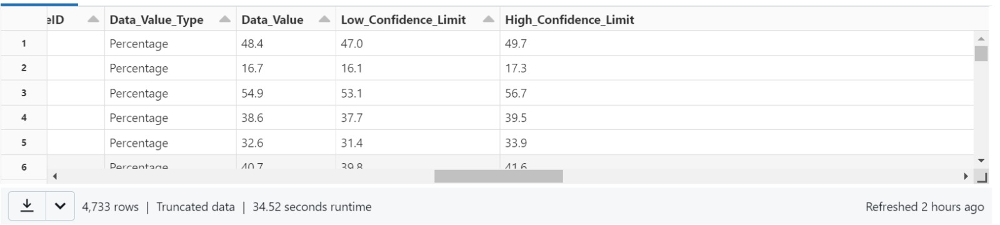 eID Data_Value_Type Data_Value Low_Confidence_Limit High_Confidence_Limit
1 Percentage 48.4 47.0 49.7
2 Percentage 16.7 16.1 17.3
3 Percentage 54.9 53.1 56.7
4 Percentage 38.6 37.7 39.5
5 Percentage 32.6 31.4 33.9
6 Percentage 40.7 39.8 41.6
4,733 rows | Truncated data | 34.52 seconds runtime Refreshed 2 hours ago